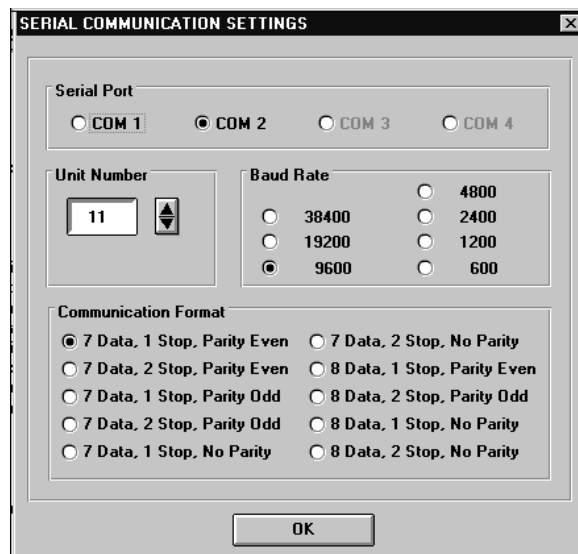 SERIAL COMMUNICATION SETTINGS
Serial Port
COM 1 COM 2 COM 3 COM 4
Unit Number
11
Baud Rate
4800
38400 2400
19200 1200
9600 600
Communication Format
7 Data, 1 Stop, Parity Even 7 Data, 2 Stop, No Parity
7 Data, 2 Stop, Parity Even 8 Data, 1 Stop, Parity Even
7 Data, 1 Stop, Parity Odd 8 Data, 2 Stop, Parity Odd
7 Data, 2 Stop, Parity Odd 8 Data, 1 Stop, No Parity
7 Data, 1 Stop, No Parity 8 Data, 2 Stop, No Parity
OK